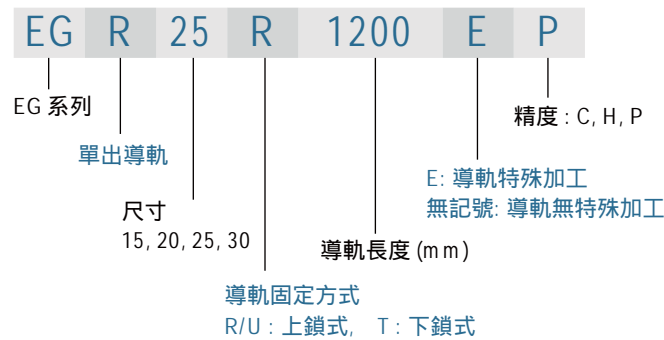 EG R 25 R 1200 E P
EG 系列
精度 : C, H, P
單出導軌
E: 導軌特殊加工
無記號: 導軌無特殊加工
尺寸
15, 20, 25, 30
導軌長度 (mm)
導軌固定方式
R/U : 上鎖式, T : 下鎖式